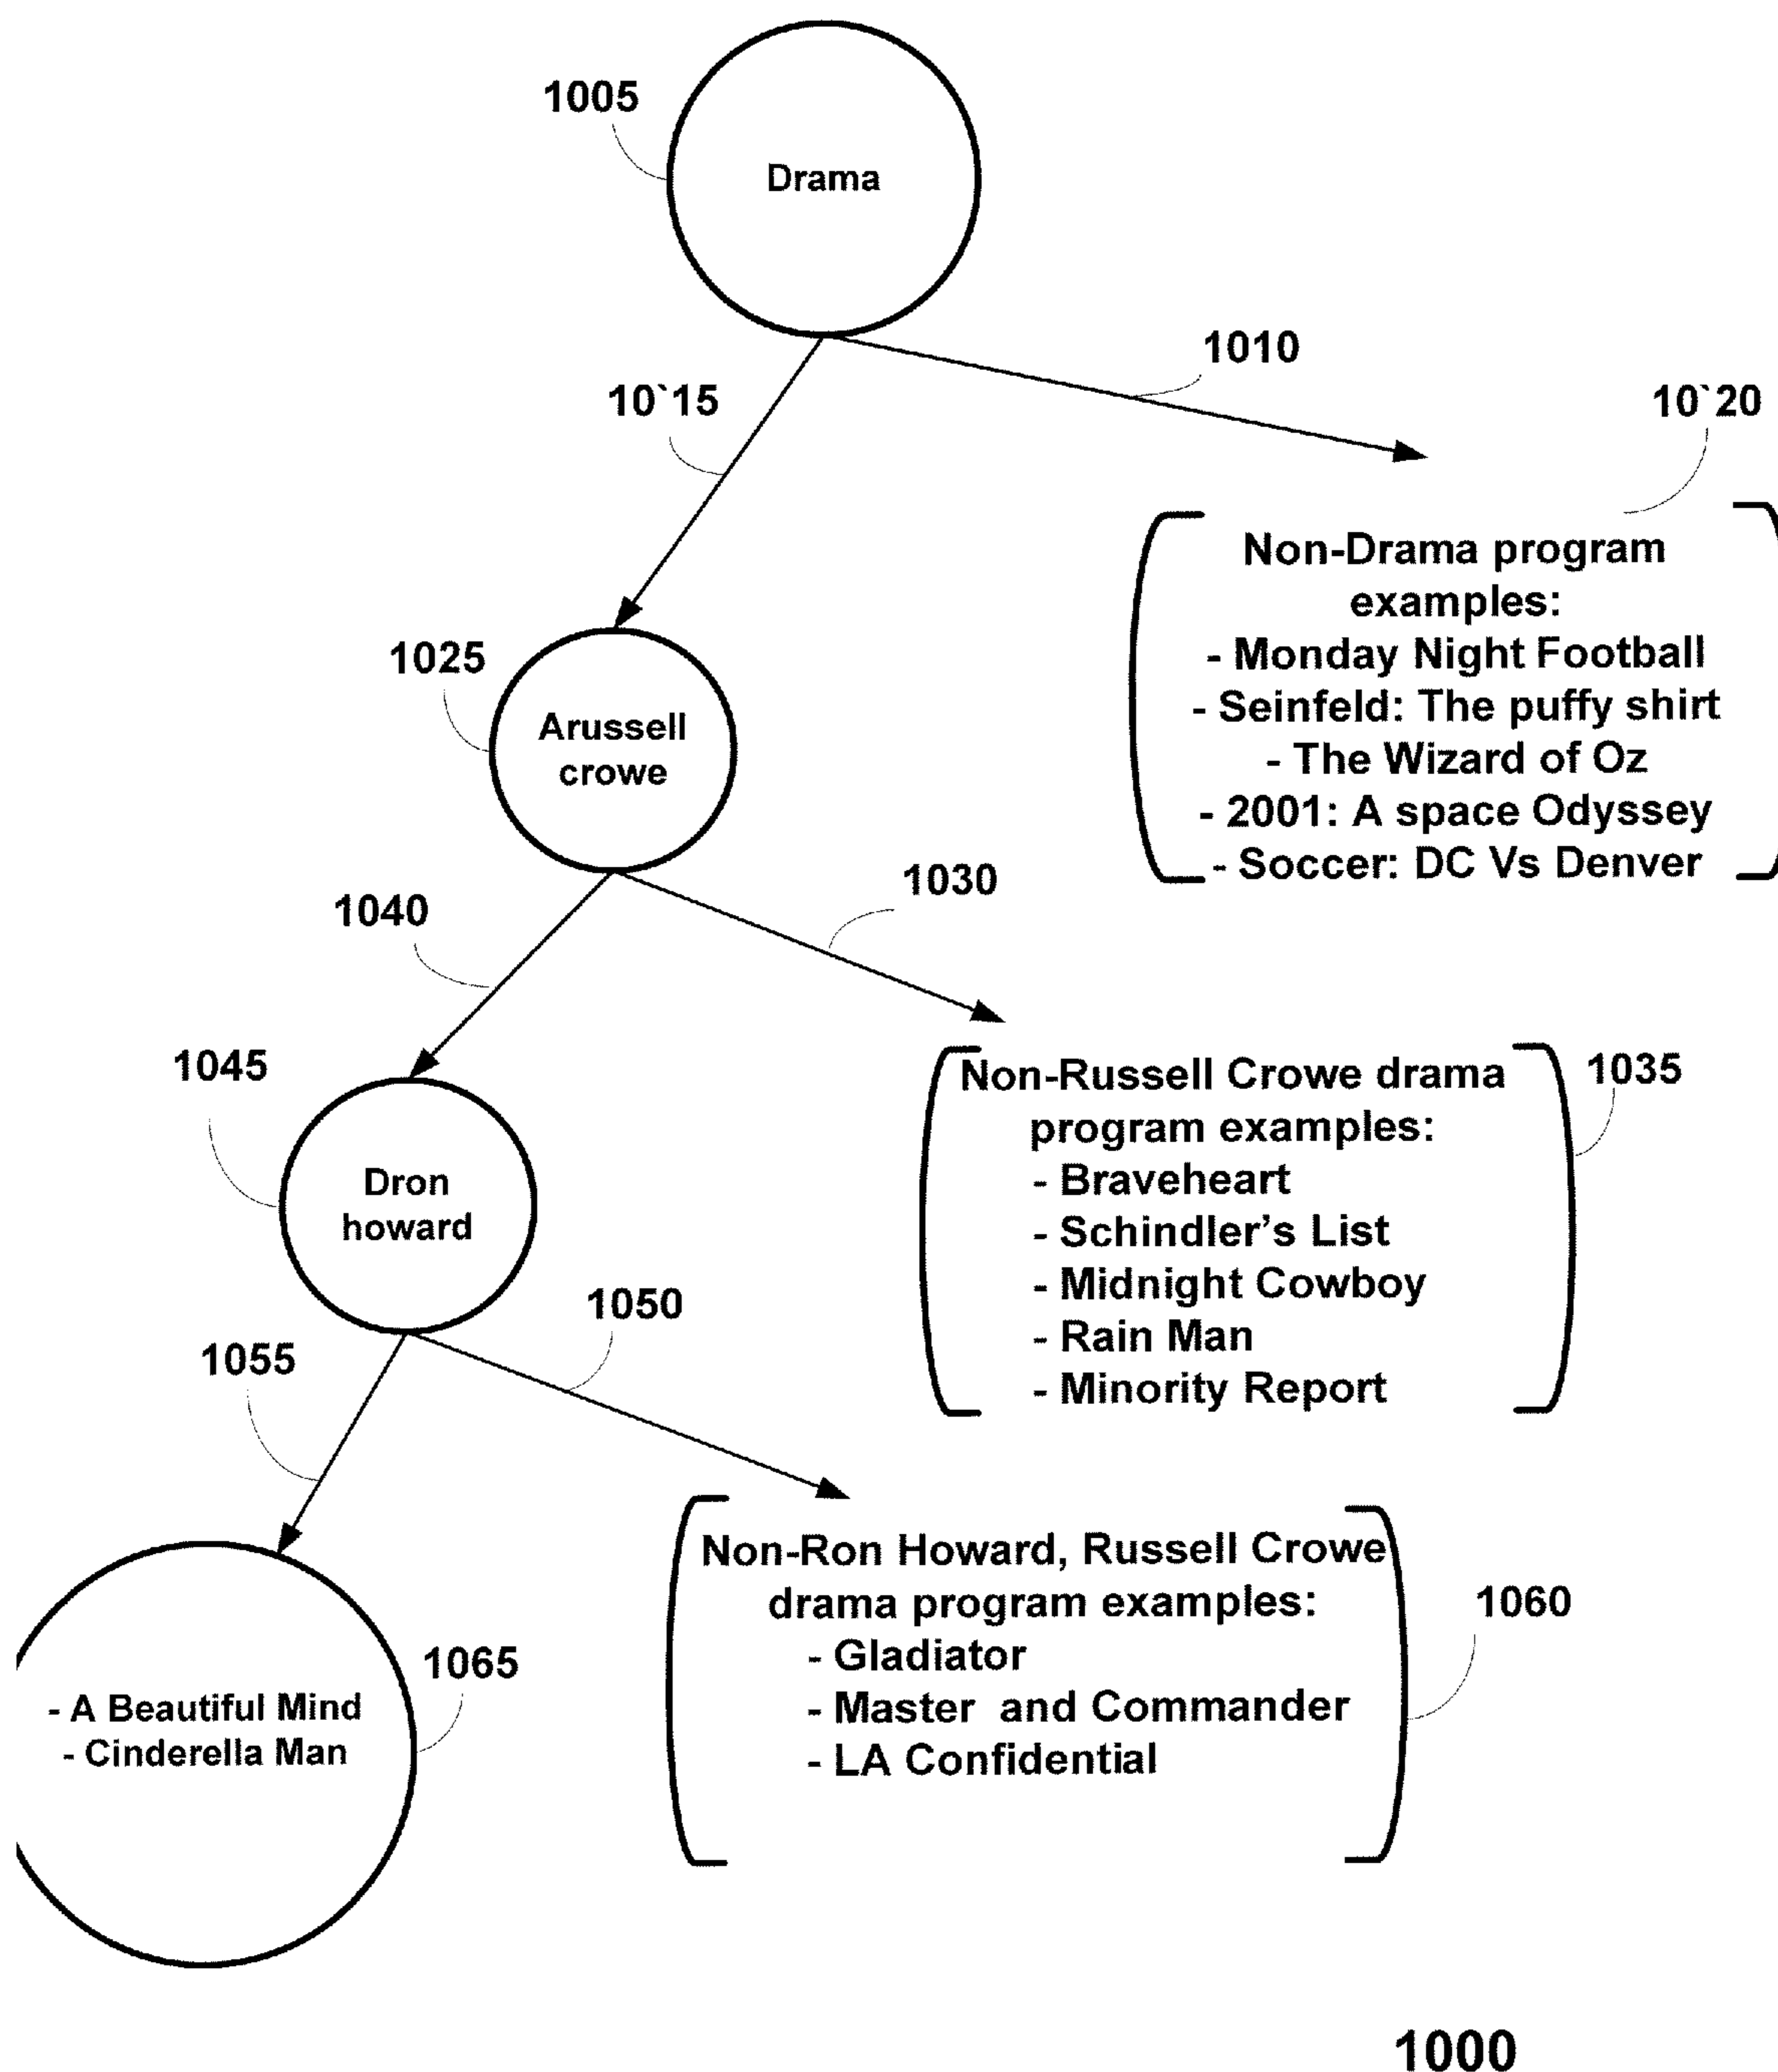 1005
Drama
1010
10`15
10`20
Non-Drama program
examples:
- Monday Night Football
- Seinfeld: The puffy shirt
- The Wizard of Oz
- 2001: A space Odyssey
- Soccer: DC Vs Denver
1025
Arussell
crowe
1030
1040
1045
Non-Russell Crowe drama
program examples:
- Braveheart
- Schindler's List
- Midnight Cowboy
- Rain Man
- Minority Report
1035
Dron
howard
1050
1055
Non-Ron Howard, Russell Crowe
drama program examples:
- Gladiator
- Master  and Commander
- LA Confidential
1060
1065
- A Beautiful Mind
- Cinderella Man
1000